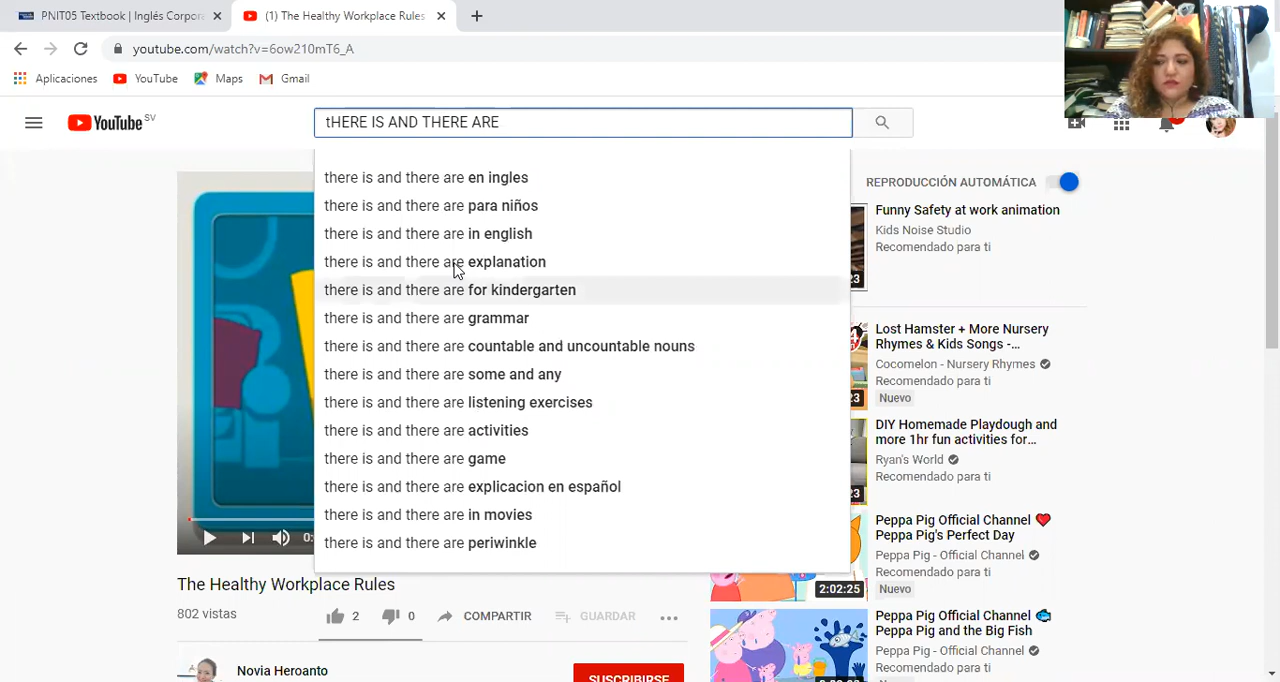 PNIT05 Textbook | Inglés Corpora
(1) The Healthy Workplace Rules
youtube.com/watch?v=6ow210mT6_A
Aplicaciones
YouTube
Maps
Gmail
YouTube SV
tHERE IS AND THERE ARE
there is and there are en ingles
there is and there are para niños
there is and there are in english
there is and there are explanation
there is and there are for kindergarten
there is and there are grammar
there is and there are countable and uncountable nouns
there is and there are some and any
there is and there are listening exercises
there is and there are activities
there is and there are game
there is and there are explicacion en español
there is and there are in movies
there is and there are periwinkle
The Healthy Workplace Rules
802 vistas
2
0
COMPARTIR
GUARDAR
Novia Heroanto
SUSCRIBIRSE
REPRODUCCIÓN AUTOMÁTICA
Funny Safety at work animation
Kids Noise Studio
Recomendado para ti
Lost Hamster + More Nursery
Rhymes & Kids Songs -...
Cocomelon - Nursery Rhymes
Recomendado para ti
Nuevo
DIY Homemade Playdough and
more 1hr fun activities for...
Ryan's World
Recomendado para ti
Peppa Pig Official Channel
Peppa Pig's Perfect Day
Peppa Pig - Official Channel
Recomendado para ti
Nuevo
2:02:25
Peppa Pig Official Channel
Peppa Pig and the Big Fish
Peppa Pig - Official Channel
Recomendado para ti